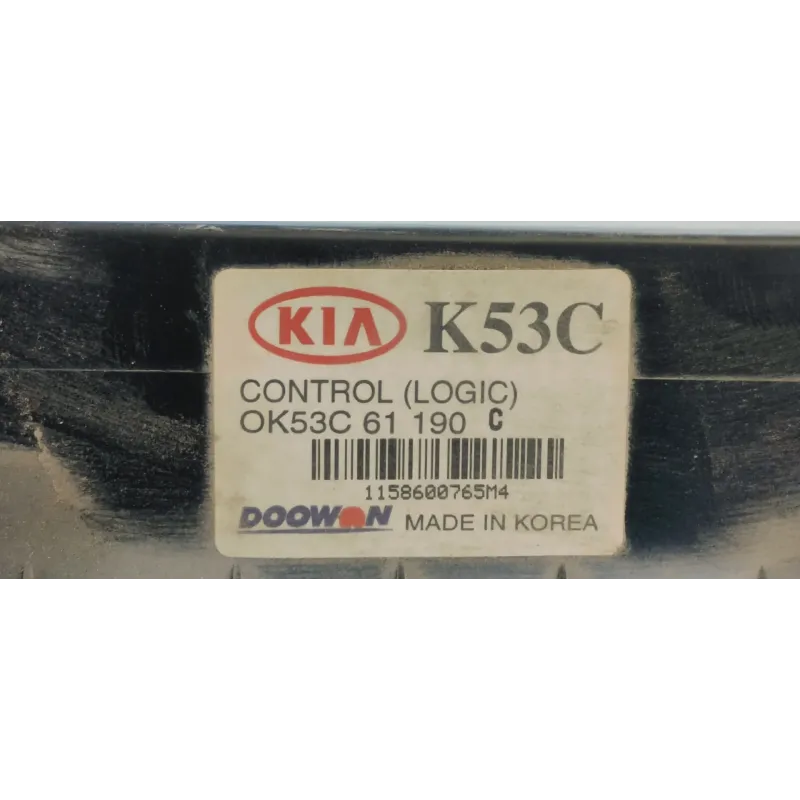 KIA K53C
CONTROL (LOGIC)
OK53C 61 190 C
1158600765M4
DOOWON MADE IN KOREA